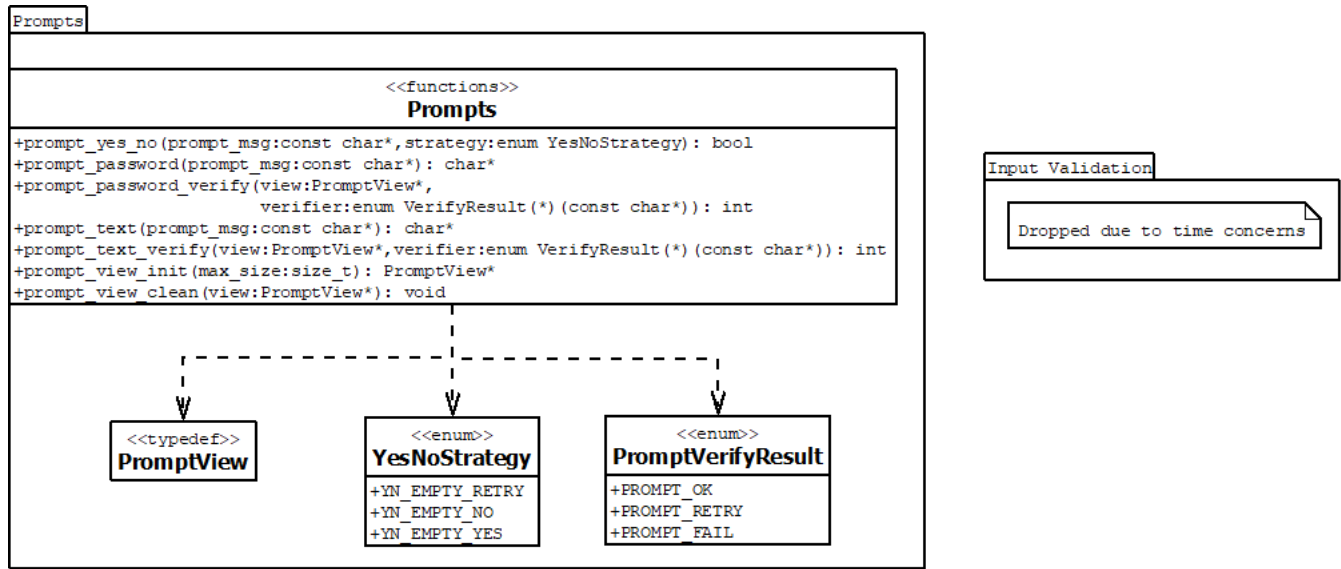 Prompts
<<functions>>
Prompts
+prompt_yes_no(prompt_msg:const char*,strategy:enum YesNoStrategy): bool
+prompt_password(prompt_msg:const char*): char*
+prompt_password_verify(view:PromptView*,
verifier:enum VerifyResult(*)(const char*)): int
+prompt_text(prompt_msg:const char*): char*
+prompt_text_verify(view:PromptView*,verifier:enum VerifyResult(*)(const char*)): int
+prompt_view_init(max_size:size_t): PromptView*
+prompt_view_clean(view:PromptView*): void
<<typedef>>
PromptView
<<enum>>
YesNoStrategy
+YN_EMPTY_RETRY
+YN_EMPTY_NO
+YN_EMPTY_YES
<<enum>>
PromptVerifyResult
+PROMPT_OK
+PROMPT_RETRY
+PROMPT_FAIL
Input Validation
Dropped due to time concerns